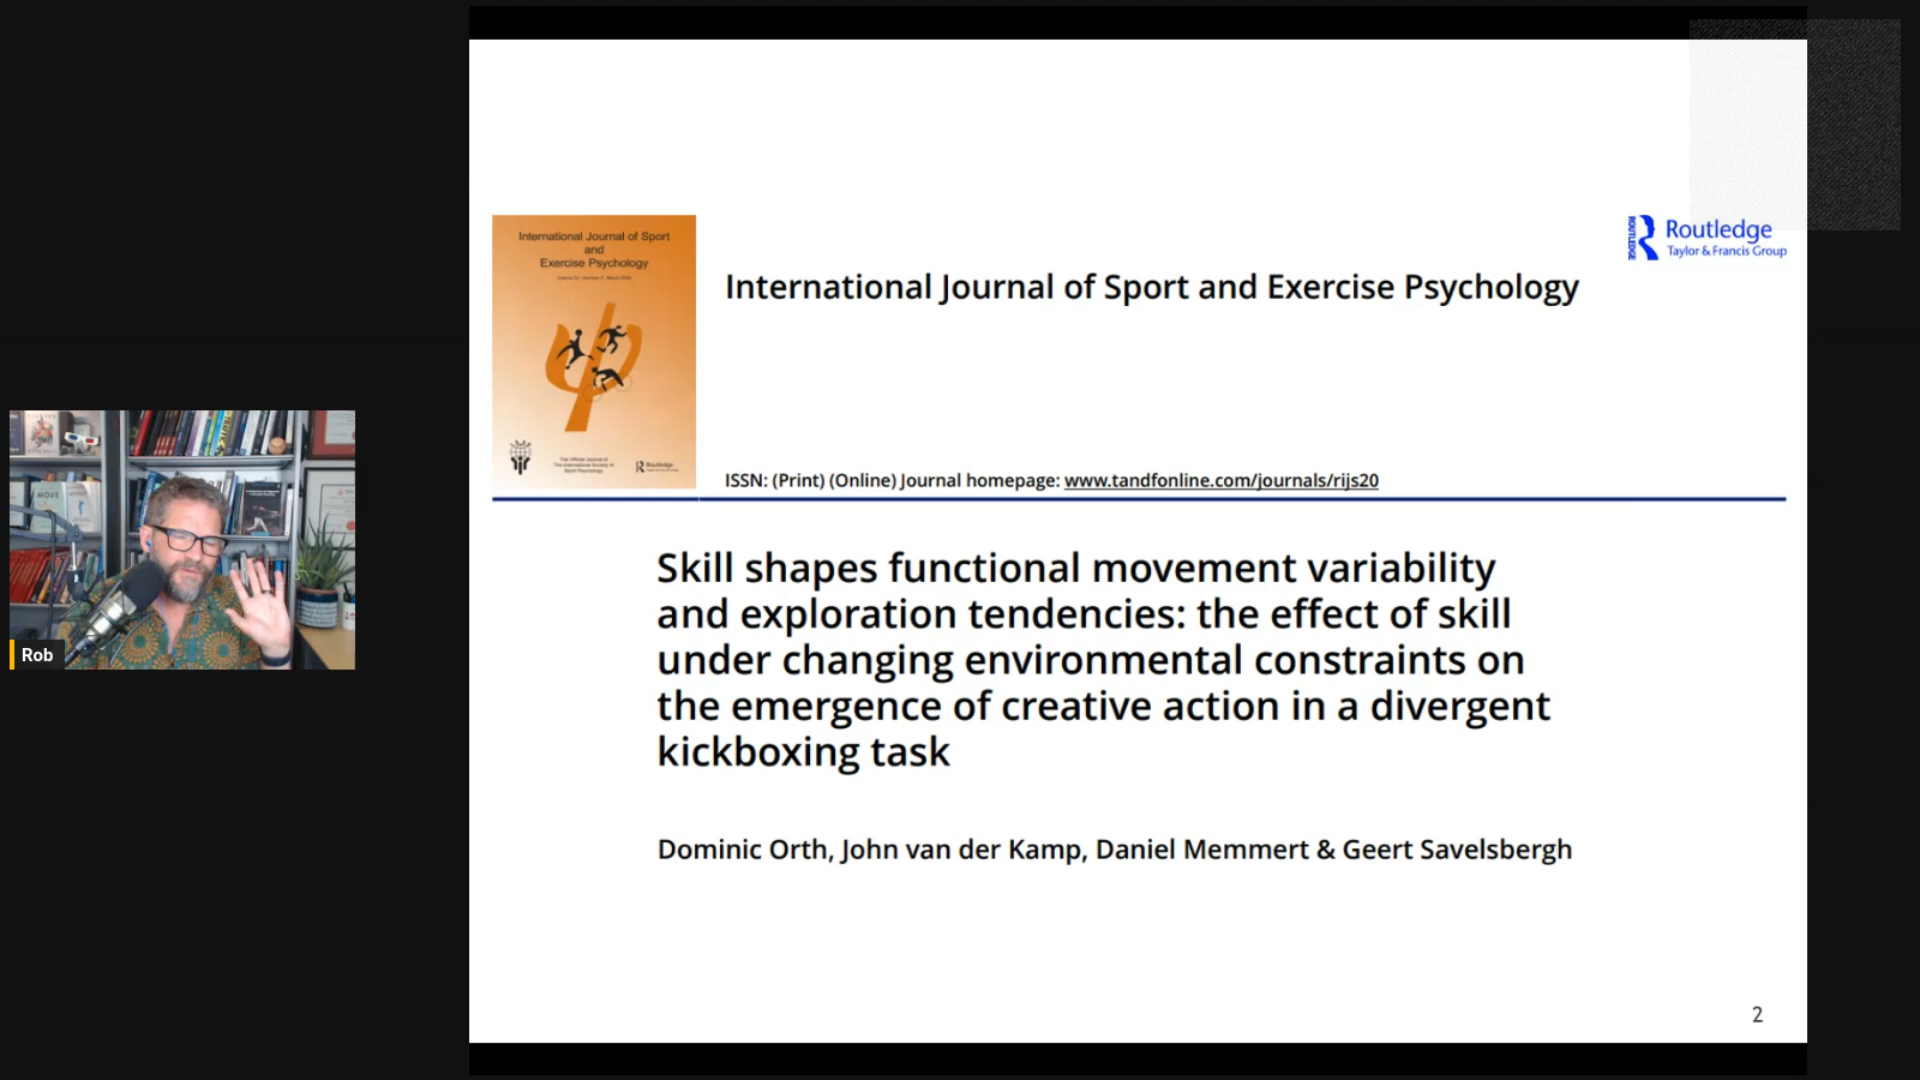 International Journal of Sport
and
Exercise Psychology
Routledge
ROUTLEDGE
Routledge
Taylor & Francis Group
International Journal of Sport and Exercise Psychology
ISSN: (Print) (Online) Journal homepage: www.tandfonline.com/journals/rijs20
MOVE
Rob
Skill shapes functional movement variability
and exploration tendencies: the effect of skill
under changing environmental constraints on
the emergence of creative action in a divergent
kickboxing task
Dominic Orth, John van der Kamp, Daniel Memmert & Geert Savelsbergh
2